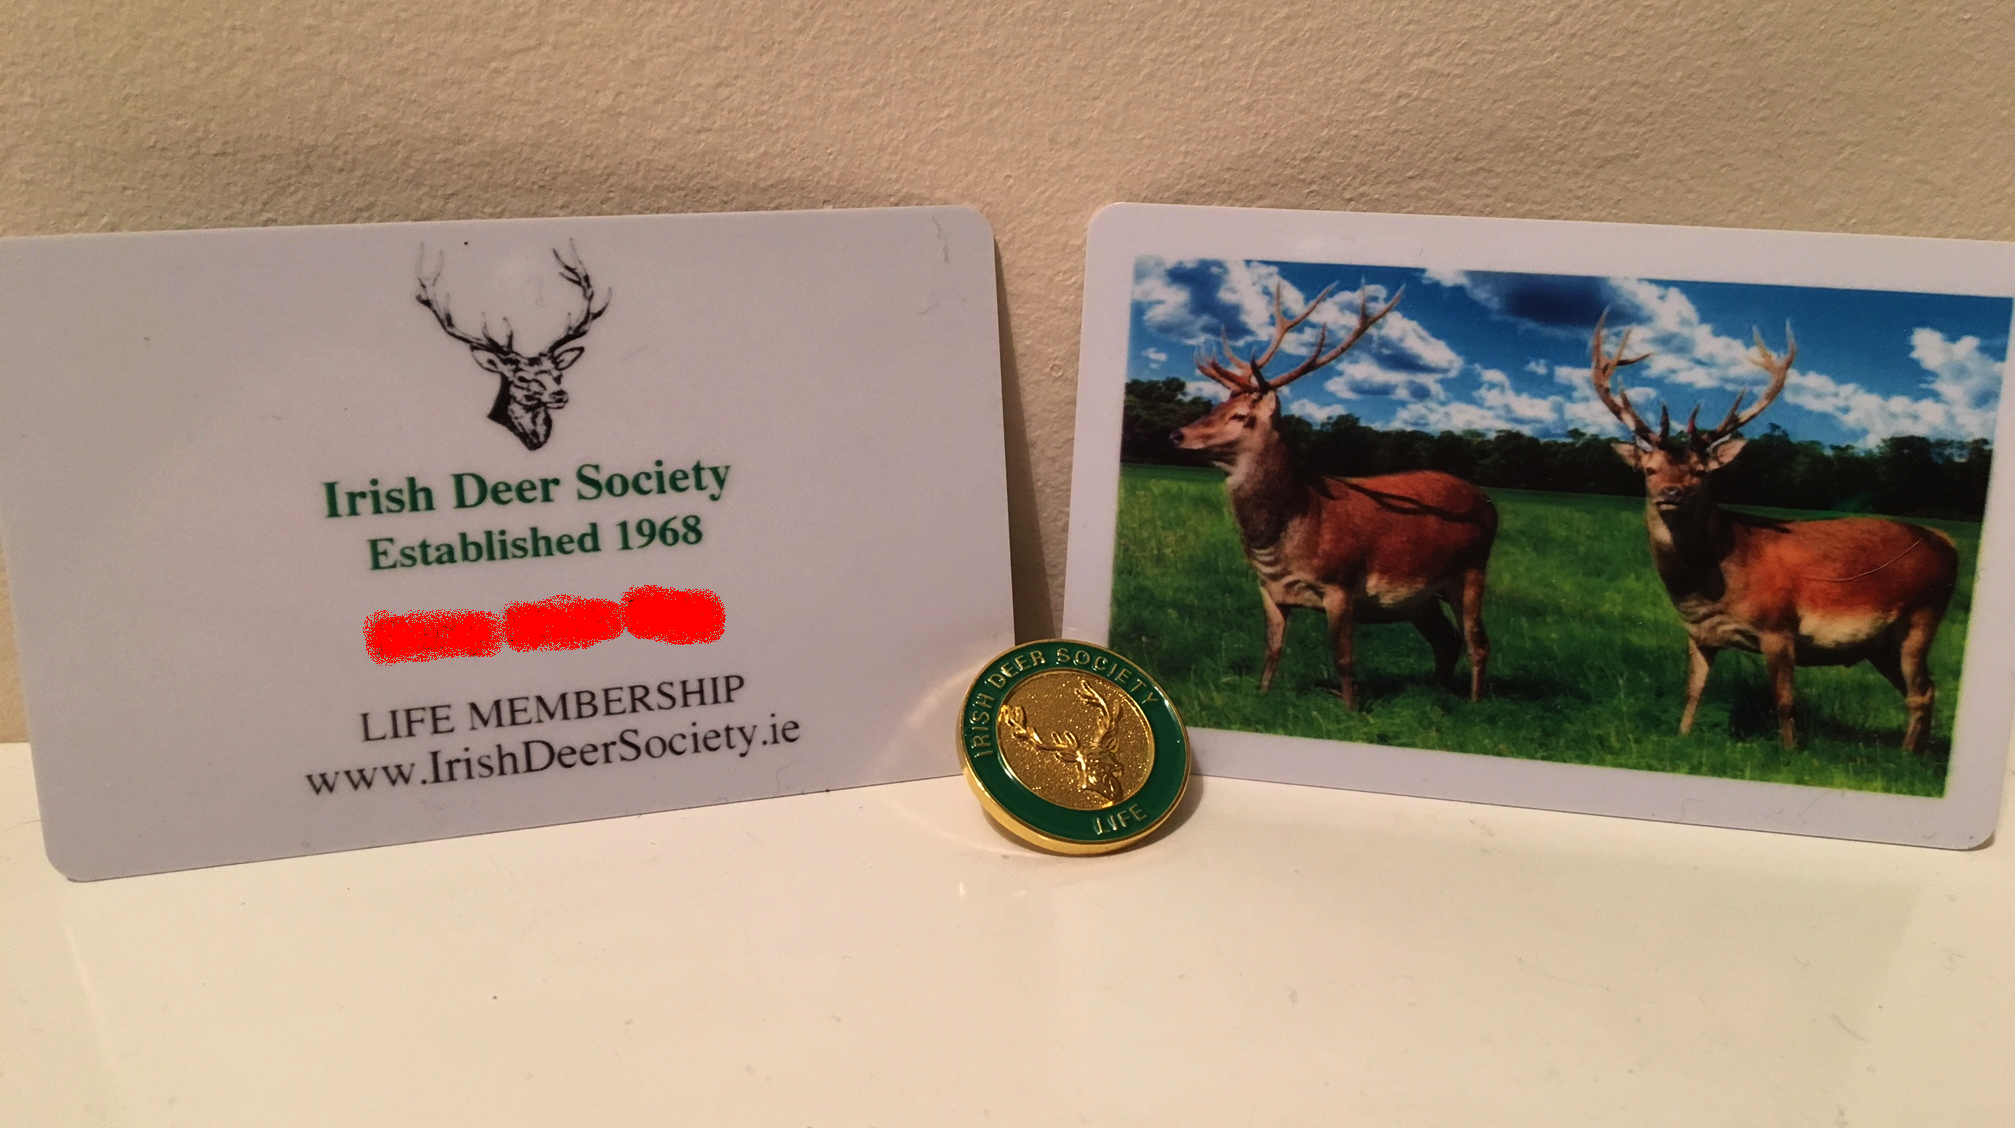 Irish Deer Society
Established 1968
LIFE MEMBERSHIP
www.IrishDeerSociety.ie
IRISH DEER SOCIETY
LIFE